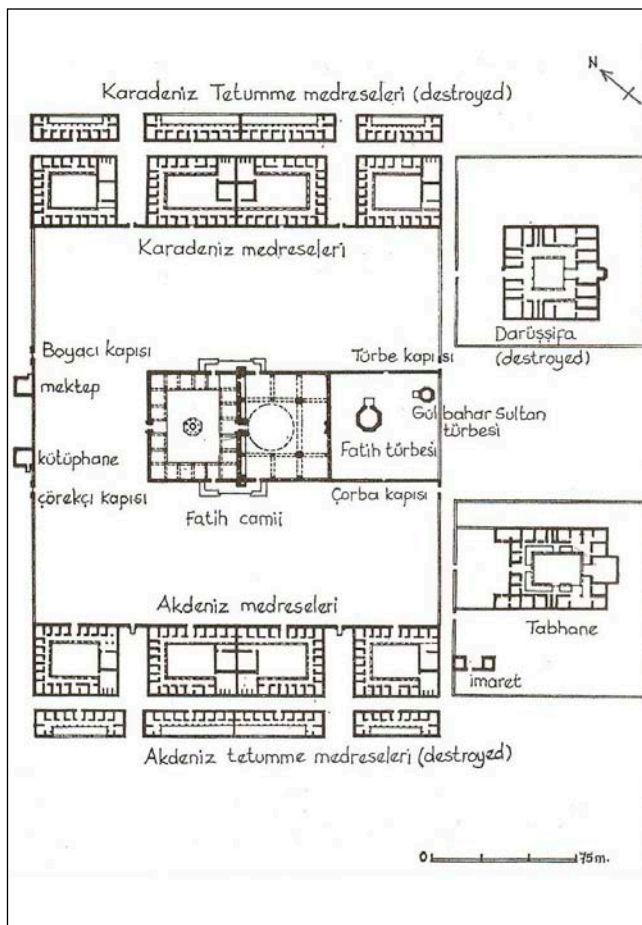 N
Karadeniz Tetumme medreseleri (destroyed)
Karadeniz medreseleri
Darüşşifa
(destroyed)
Boyacı kapısı
Türbe kapısı
mektep
Gülbahar Sultan
türbesi
Fatih türbesi
kütüphane
çörekçi kapısı
Çorba kapısı
Fatih camii
Akdeniz medreseleri
Tabhane
imaret
Akdeniz tetumme medreseleri (destroyed)
0 75 m.